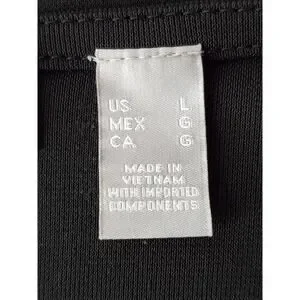 US L
MEX G
CA G
MADE IN
VIETNAM
WITH IMPORTED
COMPONENTS